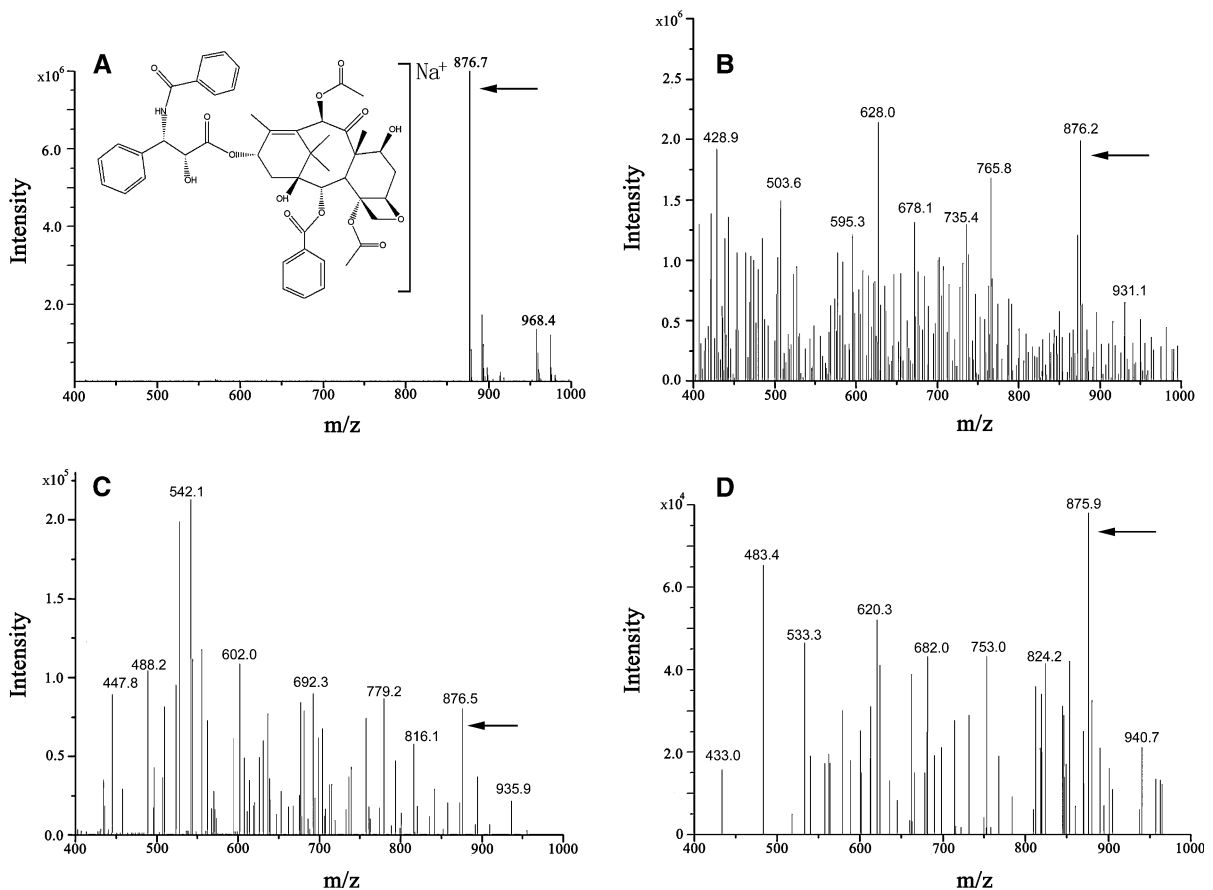 A
x10⁶
6.0
4.0
2.0
Intensity
400 500 600 700 800 900 1000
m/z
876.7
968.4
Na⁺
O
HN
O
O
OH
O
O
O
OH
OH
O
O
O
O
O
B
x10⁶
2.5
2.0
1.5
1.0
0.5
0.0
Intensity
400 500 600 700 800 900 1000
m/z
428.9
503.6
595.3
628.0
678.1
735.4
765.8
876.2
931.1
C
x10⁵
2.0
1.5
1.0
0.5
0.0
Intensity
400 500 600 700 800 900 1000
m/z
447.8
488.2
542.1
602.0
692.3
779.2
816.1
876.5
935.9
D
x10⁴
6.0
4.0
2.0
0
Intensity
400 500 600 700 800 900 1000
m/z
433.0
483.4
533.3
620.3
682.0
753.0
824.2
875.9
940.7